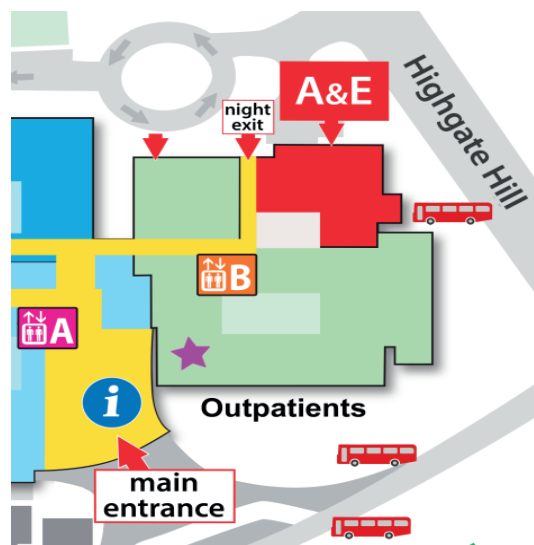 A&E
night
exit
Highgate Hill
B
A
i
Outpatients
main
entrance